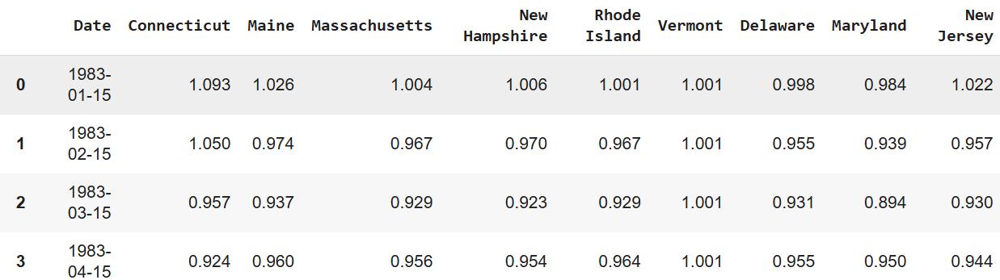 Date Connecticut Maine Massachusetts New Hampshire Rhode Island Vermont Delaware Maryland New Jersey
0 1983-01-15 1.093 1.026 1.004 1.006 1.001 1.001 0.998 0.984 1.022
1 1983-02-15 1.050 0.974 0.967 0.970 0.967 1.001 0.955 0.939 0.957
2 1983-03-15 0.957 0.937 0.929 0.923 0.929 1.001 0.931 0.894 0.930
3 1983-04-15 0.924 0.960 0.956 0.954 0.964 1.001 0.955 0.950 0.944